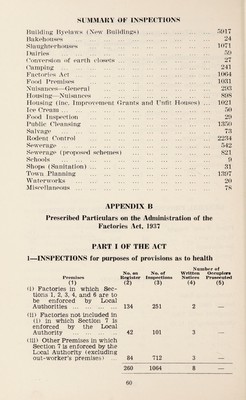 SUMMARY OF INSPECTIONS
Building Byelaws (New Buildings) ... 5917
Bakehouses ... 24
Slaughterhouses ... 1071
Dairies ... 59
Conversion of earth closets ... 27
Camping ... 241
Factories Act ... 1064
Food Premises ... 1031
Nuisances—General ... 293
Housing—Nuisances ... 898
Housing (inc. Improvement Grants and Unfit Houses) ... 1021
Ice Cream ... 50
Food Inspection ... 29
Public Cleansing ... 1350
Salvage ... 73
Rodent Control ... 2234
Sewerage ... 542
Sewerage (proposed schemes) ... 821
Schools ... 9
Shops (Sanitation) ... 31
Town Planning ... 1397
Waterworks ... 20
Miscellaneous ... 78
APPENDIX B
Prescribed Particulars on the Administration of the
Factories Act, 1937
PART I OF THE ACT
1—INSPECTIONS for purposes of provisions as to health
Number of
No. on No. of Written Occupiers
Premises Register Inspections Notices Prosecuted
(1) (2) (3) (4) (5)
(i) Factories in which Sec-
tions 1, 2, 3, 4, and 6 are to
be enforced by Local
Authorities ... 134 251 2 —
(ii) Factories not included in
(i) in which Section 7 is
enforced by the Local
Authority ... 42 101 3 —
(iii) Other Premises in which
Section 7 is enforced by the
Local Authority (excluding
out-worker's premises) ... 84 712 3 —
260 1064 8 —
60